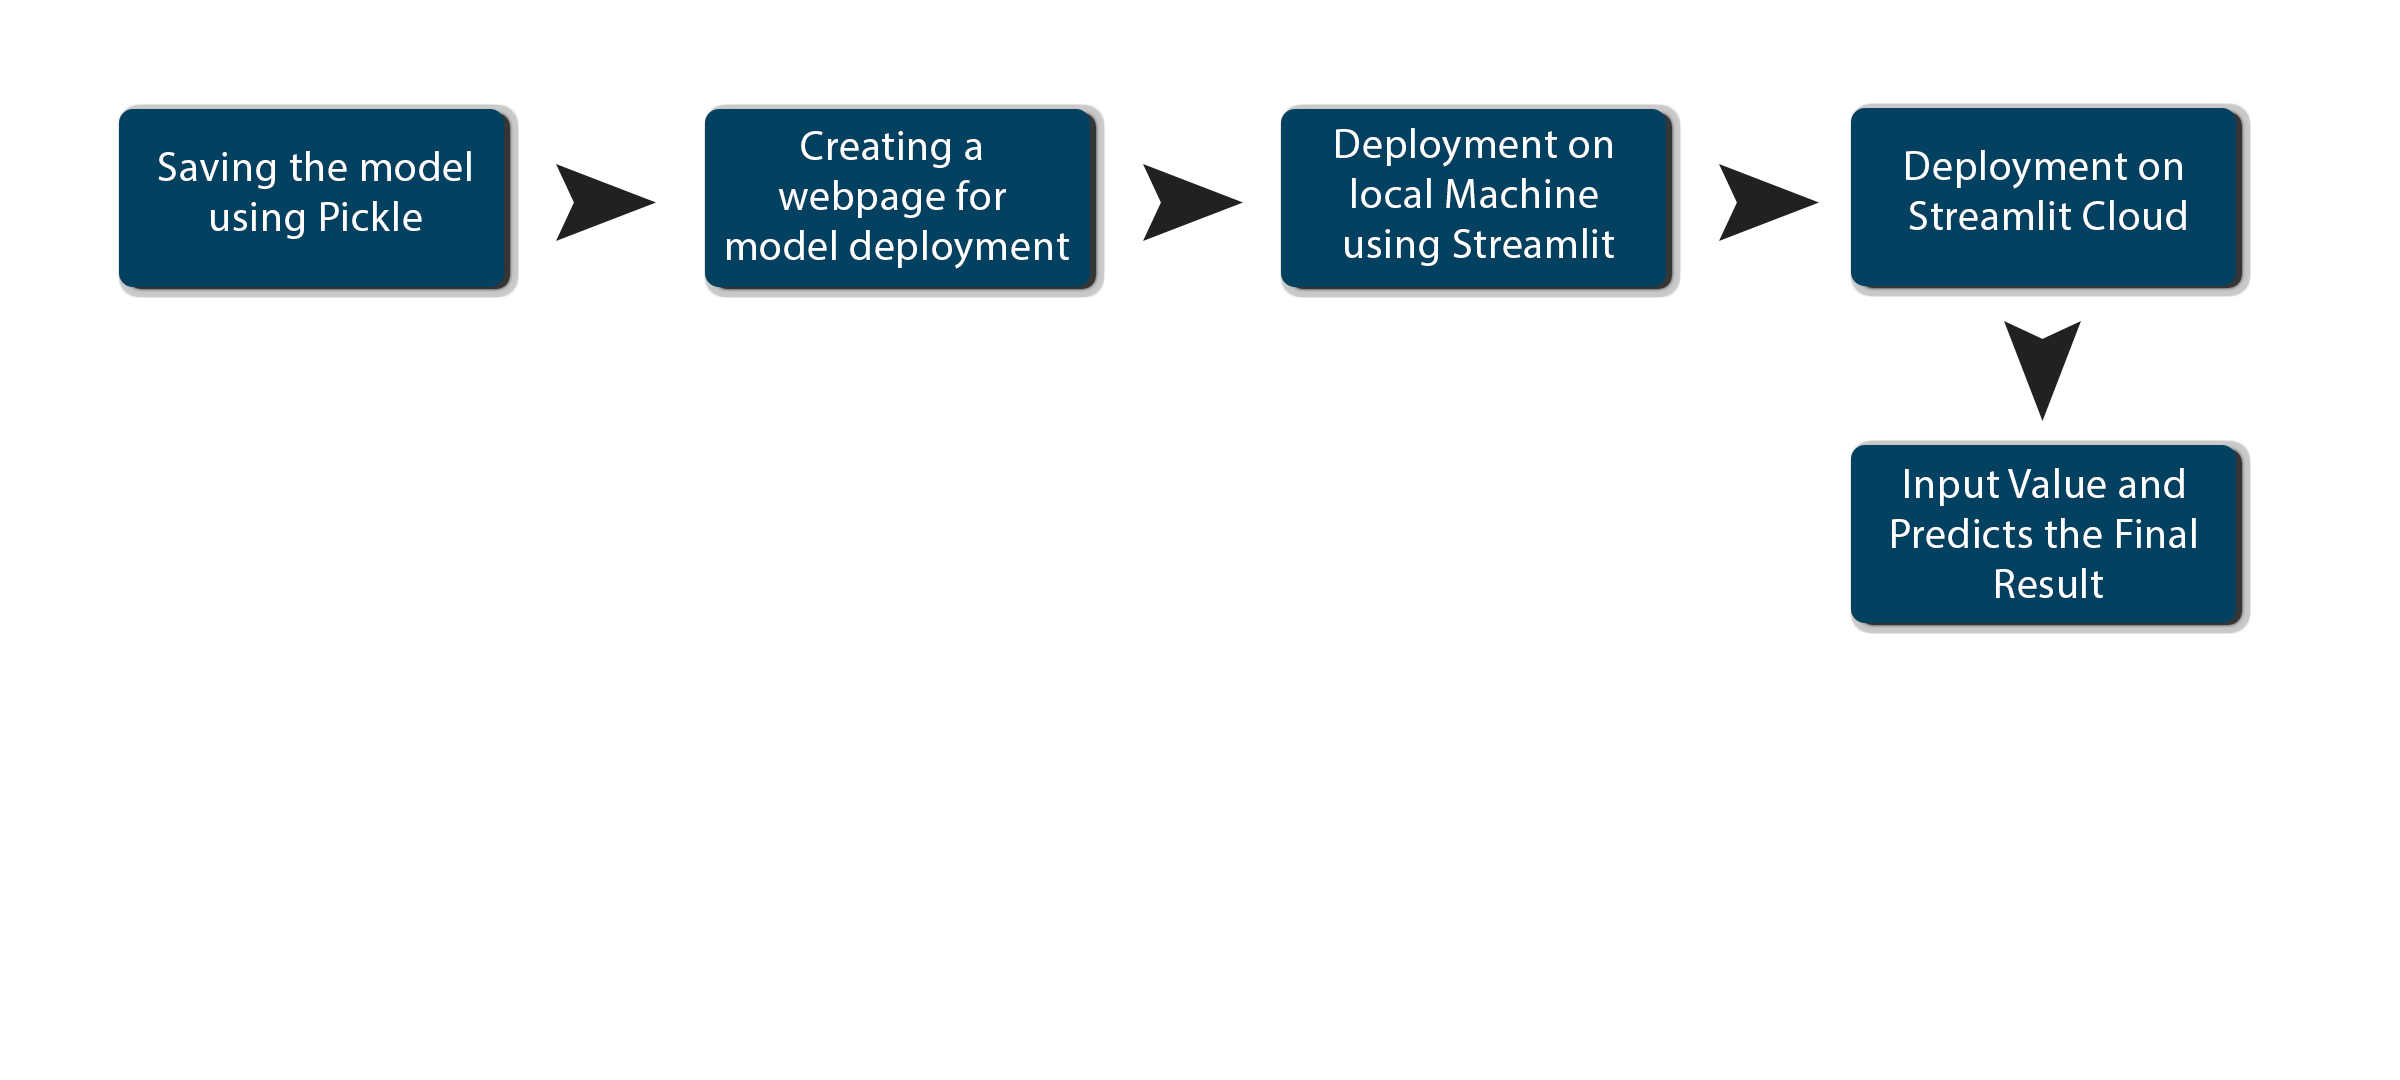 Saving the model
using Pickle
Creating a
webpage for
model deployment
Deployment on
local Machine
using Streamlit
Deployment on
Streamlit Cloud
Input Value and
Predicts the Final
Result